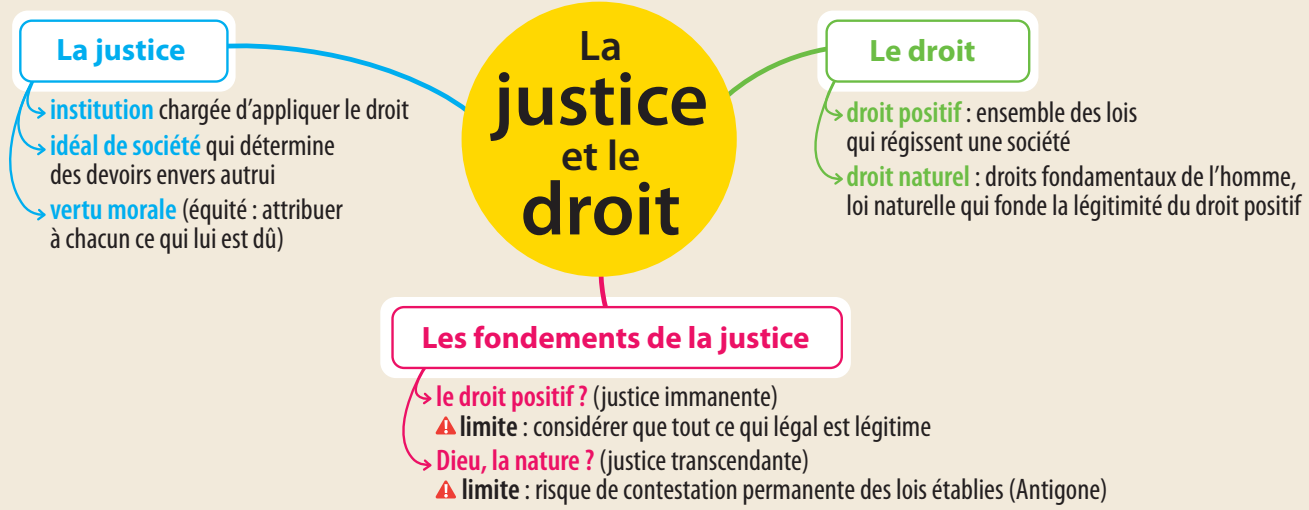 La
justice
et le
droit
La justice
institution chargée d'appliquer le droit
idéal de société qui détermine
des devoirs envers autrui
vertu morale (équité : attribuer
à chacun ce qui lui est dû)
Le droit
droit positif : ensemble des lois
qui régissent une société
droit naturel : droits fondamentaux de l'homme,
loi naturelle qui fonde la légitimité du droit positif
Les fondements de la justice
le droit positif ? (justice immanente)
limite : considérer que tout ce qui légal est légitime
Dieu, la nature ? (justice transcendante)
limite : risque de contestation permanente des lois établies (Antigone)